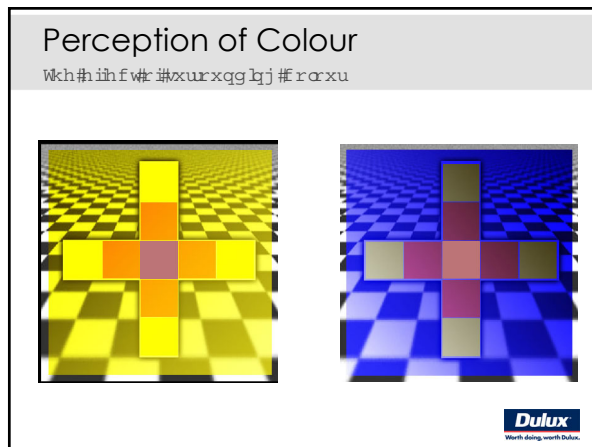 Perception of Colour
Wkh#hiihfw#ri#vxuurxqglqj#frorxu
Dulux
Worth doing, worth Dulux.